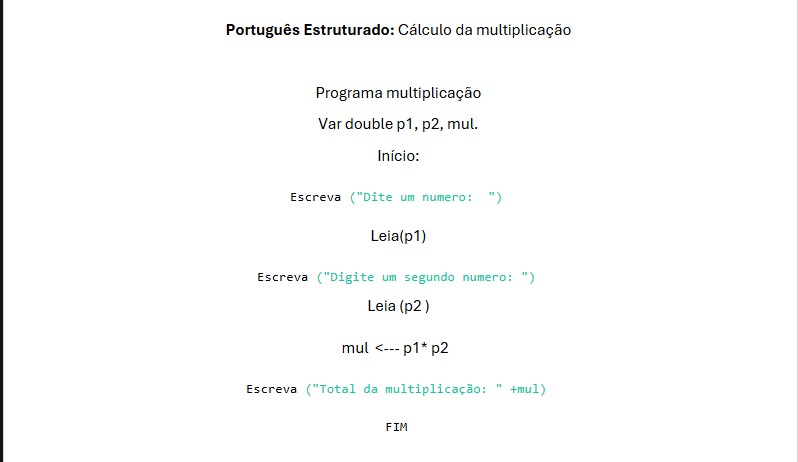 Português Estruturado: Cálculo da multiplicação
Programa multiplicação
Var double p1, p2, mul.
Início:
Escreva ("Dite um numero:  ")
Leia(p1)
Escreva ("Digite um segundo numero: ")
Leia (p2 )
mul <--- p1* p2
Escreva ("Total da multiplicação: " +mul)
FIM